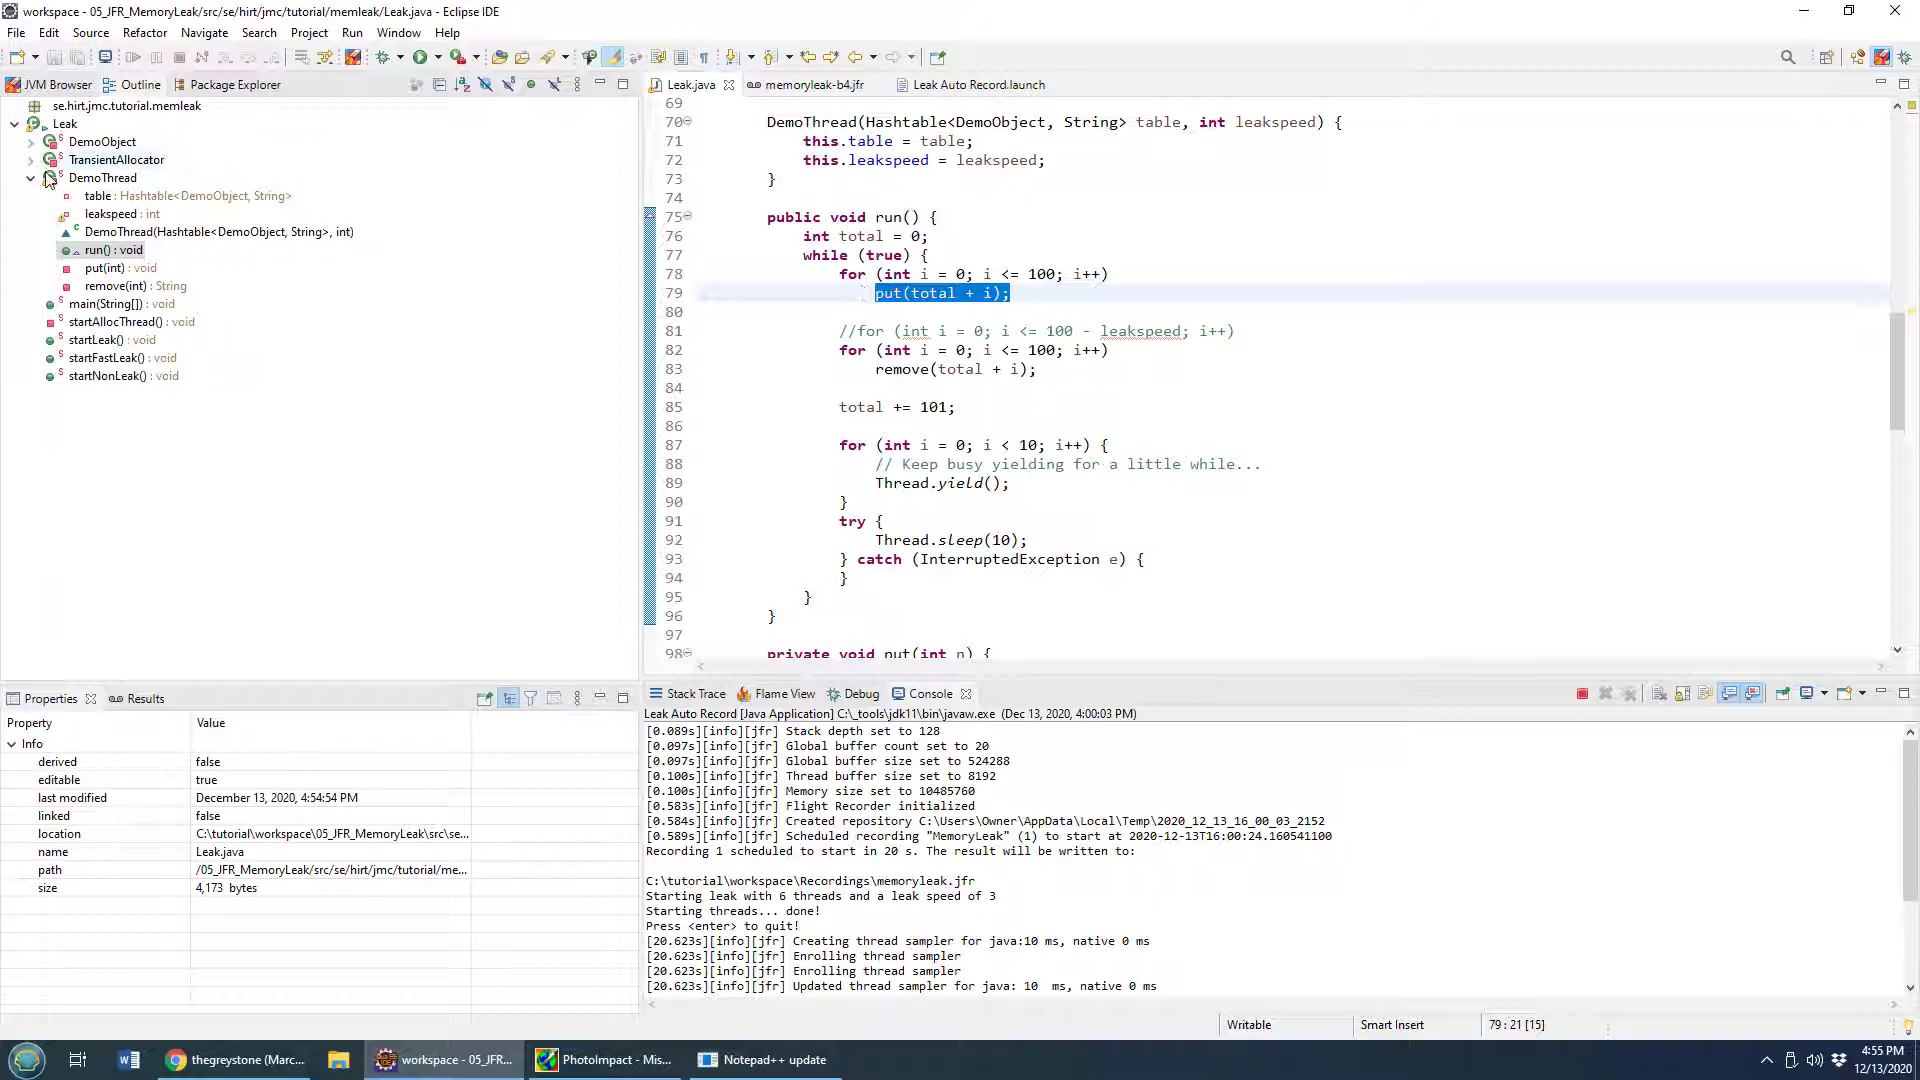 workspace - 05_JFR_MemoryLeak/src/se/hirt/jmc/tutorial/memleak/Leak.java - Eclipse IDE
File Edit Source Refactor Navigate Search Project Run Window Help
JVM Browser Outline Package Explorer
se.hirt.jmc.tutorial.memleak
Leak
DemoObject
TransientAllocator
DemoThread
table : Hashtable<DemoObject, String>
leakspeed : int
DemoThread(Hashtable<DemoObject, String>, int)
run() : void
put(int) : void
remove(int) : String
main(String[]) : void
startAllocThread() : void
startLeak() : void
startFastLeak() : void
startNonLeak() : void
Leak.java memoryleak-b4.jfr Leak Auto Record.launch
69
70 DemoThread(Hashtable<DemoObject, String> table, int leakspeed) {
71 this.table = table;
72 this.leakspeed = leakspeed;
73 }
74
75 public void run() {
76 int total = 0;
77 while (true) {
78 for (int i = 0; i <= 100; i++)
79 put(total + i);
80
81 //for (int i = 0; i <= 100 - leakspeed; i++)
82 for (int i = 0; i <= 100; i++)
83 remove(total + i);
84
85 total += 101;
86
87 for (int i = 0; i < 10; i++) {
88 // Keep busy yielding for a little while...
89 Thread.yield();
90 }
91 try {
92 Thread.sleep(10);
93 } catch (InterruptedException e) {
94 }
95 }
96 }
97
98 private void put(int n) {
Properties Results
Property Value
Info
derived false
editable true
last modified December 13, 2020, 4:54:54 PM
linked false
location C:\tutorial\workspace\05_JFR_MemoryLeak\src\se...
name Leak.java
path /05_JFR_MemoryLeak/src/se/hirt/jmc/tutorial/me...
size 4,173 bytes
Stack Trace Flame View Debug Console
Leak Auto Record [Java Application] C:\_tools\jdk11\bin\javaw.exe (Dec 13, 2020, 4:00:03 PM)
[0.089s][info][jfr] Stack depth set to 128
[0.097s][info][jfr] Global buffer count set to 20
[0.097s][info][jfr] Global buffer size set to 524288
[0.100s][info][jfr] Thread buffer size set to 8192
[0.100s][info][jfr] Memory size set to 10485760
[0.583s][info][jfr] Flight Recorder initialized
[0.584s][info][jfr] Created repository C:\Users\Owner\AppData\Local\Temp\2020_12_13_16_00_03_2152
[0.589s][info][jfr] Scheduled recording "MemoryLeak" (1) to start at 2020-12-13T16:00:24.160541100
Recording 1 scheduled to start in 20 s. The result will be written to:
C:\tutorial\workspace\Recordings\memoryleak.jfr
Starting leak with 6 threads and a leak speed of 3
Starting threads... done!
Press <enter> to quit!
[20.623s][info][jfr] Creating thread sampler for java:10 ms, native 0 ms
[20.623s][info][jfr] Enrolling thread sampler
[20.623s][info][jfr] Enrolling thread sampler
[20.623s][info][jfr] Updated thread sampler for java: 10 ms, native 0 ms
Writable Smart Insert 79 : 21 [15]
thegreystone (Marc... workspace - 05_JFR... PhotoImpact - Mis... Notepad++ update
4:55 PM
12/13/2020